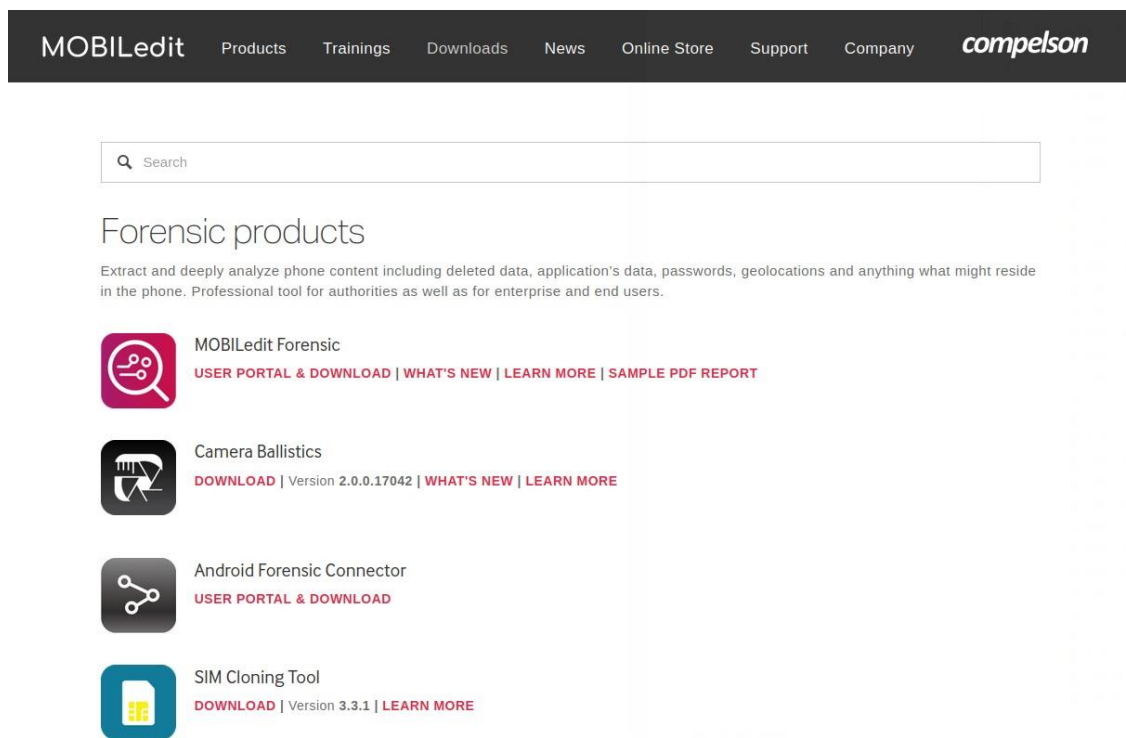 MOBILedit Products Trainings Downloads News Online Store Support Company compelson
Search
Forensic products
Extract and deeply analyze phone content including deleted data, application's data, passwords, geolocations and anything what might reside
in the phone. Professional tool for authorities as well as for enterprise and end users.
MOBILedit Forensic
USER PORTAL & DOWNLOAD | WHAT'S NEW | LEARN MORE | SAMPLE PDF REPORT
Camera Ballistics
DOWNLOAD | Version 2.0.0.17042 | WHAT'S NEW | LEARN MORE
Android Forensic Connector
USER PORTAL & DOWNLOAD
SIM Cloning Tool
DOWNLOAD | Version 3.3.1 | LEARN MORE